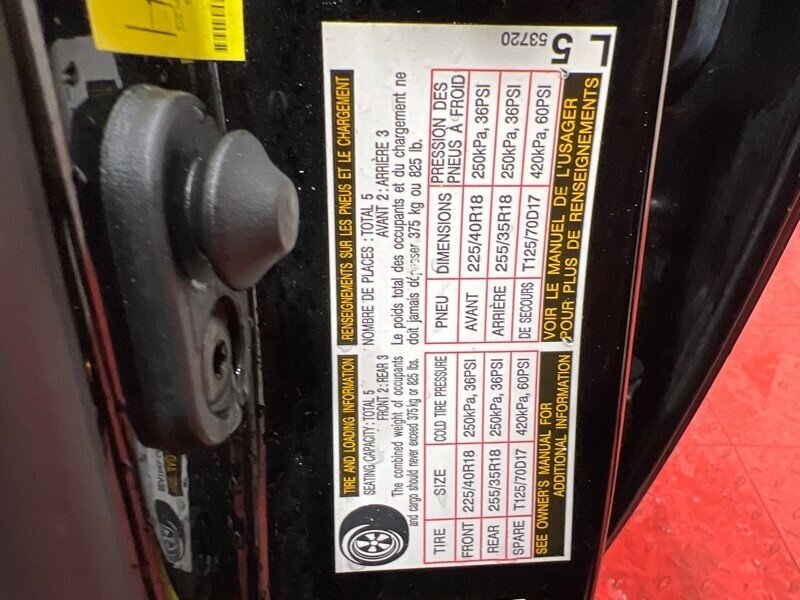 TIRE AND LOADING INFORMATION
SEATING CAPACITY : TOTAL 5
FRONT 2 : REAR 3
The combined weight of occupants
and cargo should never exceed 375 kg or 825 lbs.
TIRE SIZE COLD TIRE PRESSURE
FRONT 225/40R18 250kPa, 36PSI
REAR 255/35R18 250kPa, 36PSI
SPARE T125/70D17 420kPa, 60PSI
SEE OWNER'S MANUAL FOR
ADDITIONAL INFORMATION
RENSEIGNEMENTS SUR LES PNEUS ET LE CHARGEMENT
NOMBRE DE PLACES : TOTAL 5
AVANT 2 : ARRIÈRE 3
Le poids total des occupants et du chargement ne
doit jamais dépasser 375 kg ou 825 lb.
PNEU DIMENSIONS PRESSION DES
PNEUS À FROID
AVANT 225/40R18 250kPa, 36PSI
ARRIÈRE 255/35R18 250kPa, 36PSI
DE SECOURS T125/70D17 420kPa, 60PSI
VOIR LE MANUEL DE L'USAGER
POUR PLUS DE RENSEIGNEMENTS
53720
L5